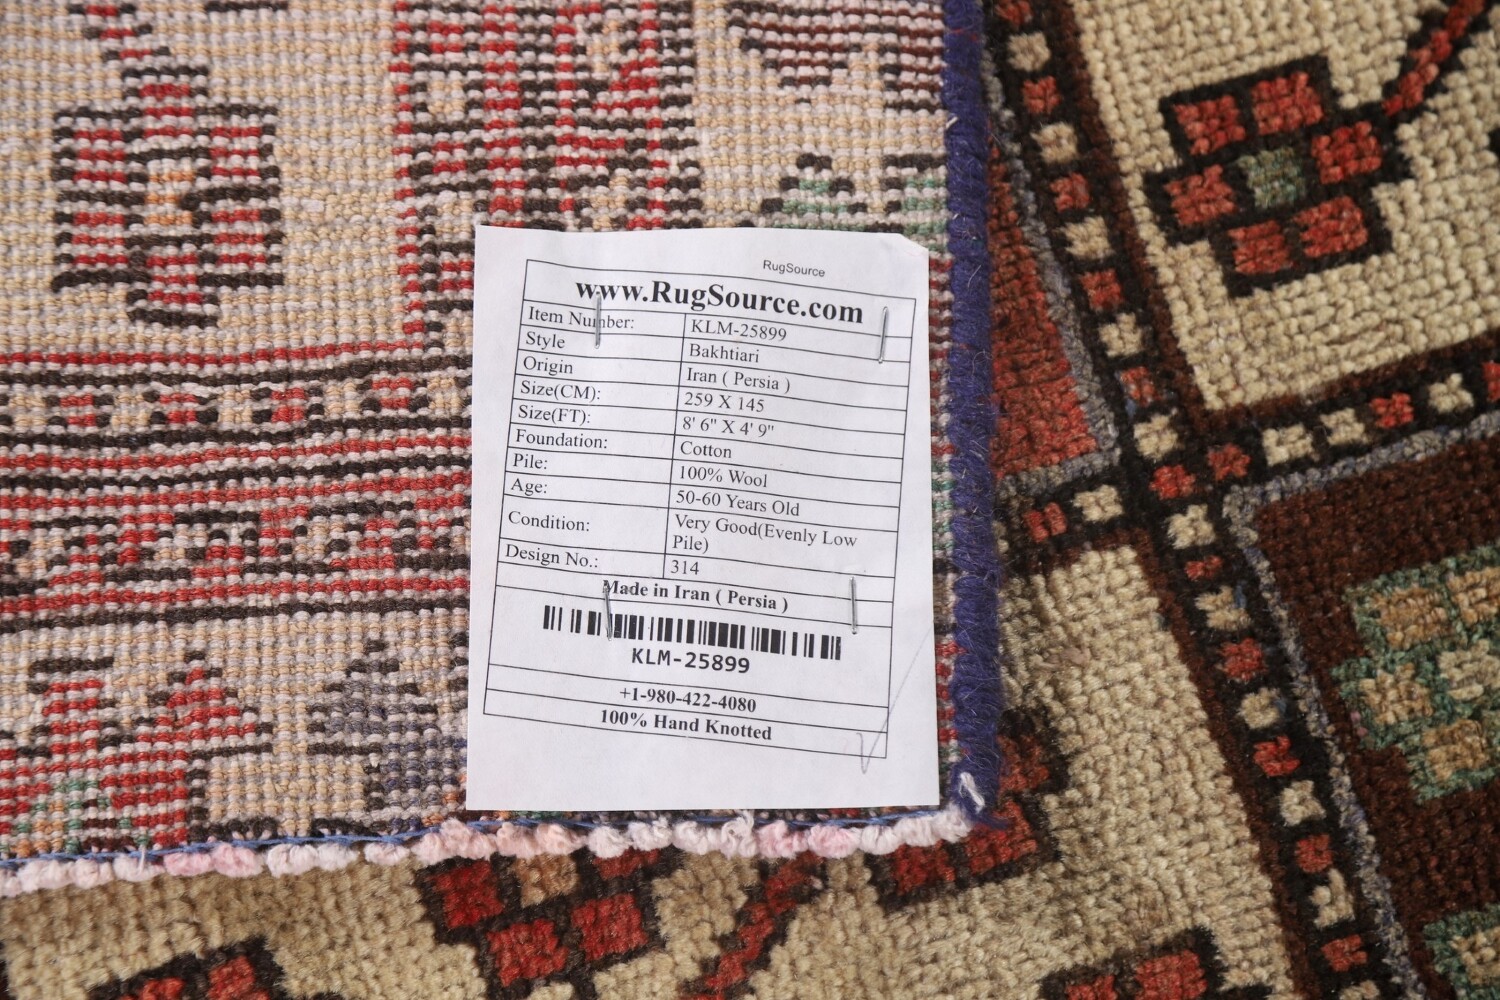 RugSource
www.RugSource.com
Item Number: KLM-25899
Style Bakhtiari
Origin Iran ( Persia )
Size(CM): 259 X 145
Size(FT): 8' 6" X 4' 9"
Foundation: Cotton
Pile: 100% Wool
Age: 50-60 Years Old
Condition: Very Good(Evenly Low
Pile)
Design No.: 314
Made in Iran ( Persia )
KLM-25899
+1-980-422-4080
100% Hand Knotted